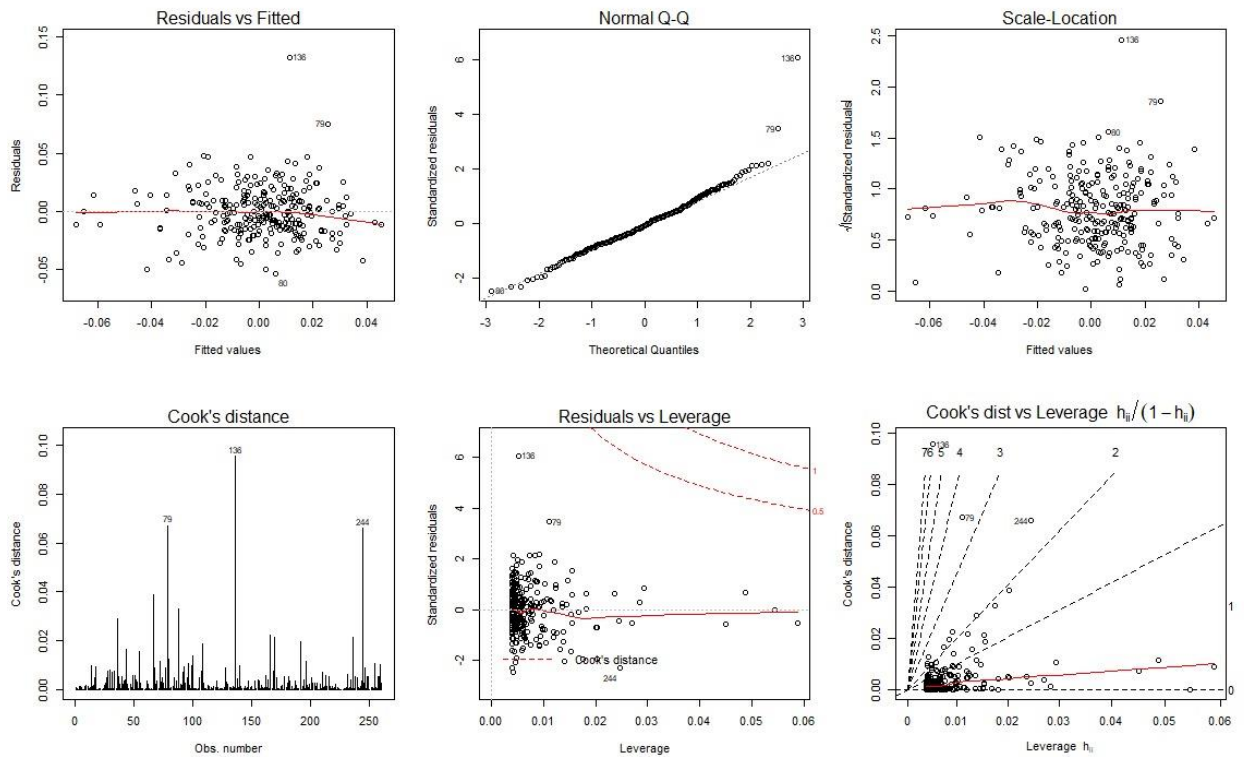 Residuals vs Fitted
Residuals
0.15
0.10
0.05
0.00
-0.05
136
79
80
-0.06 -0.04 -0.02 0.00 0.02 0.04
Fitted values
Normal Q-Q
Standardized residuals
6
4
2
0
-2
136
79
80
-3 -2 -1 0 1 2 3
Theoretical Quantiles
Scale-Location
√|Standardized residuals|
2.5
2.0
1.5
1.0
0.5
0.0
136
79
80
-0.06 -0.04 -0.02 0.00 0.02 0.04
Fitted values
Cook's distance
Cook's distance
0.10
0.08
0.06
0.04
0.02
0.00
136
79
244
0 50 100 150 200 250
Obs. number
Residuals vs Leverage
Standardized residuals
6
4
2
0
-2
136
79
1
0.5
Cook's distance
244
0.00 0.01 0.02 0.03 0.04 0.05 0.06
Leverage
Cook's dist vs Leverage hii/(1 − hii)
Cook's distance
0.10
0.08
0.06
0.04
0.02
0.00
136
7 6 5 4 3 2
79
244
1
0
0 0.01 0.02 0.03 0.04 0.05 0.06
Leverage hii